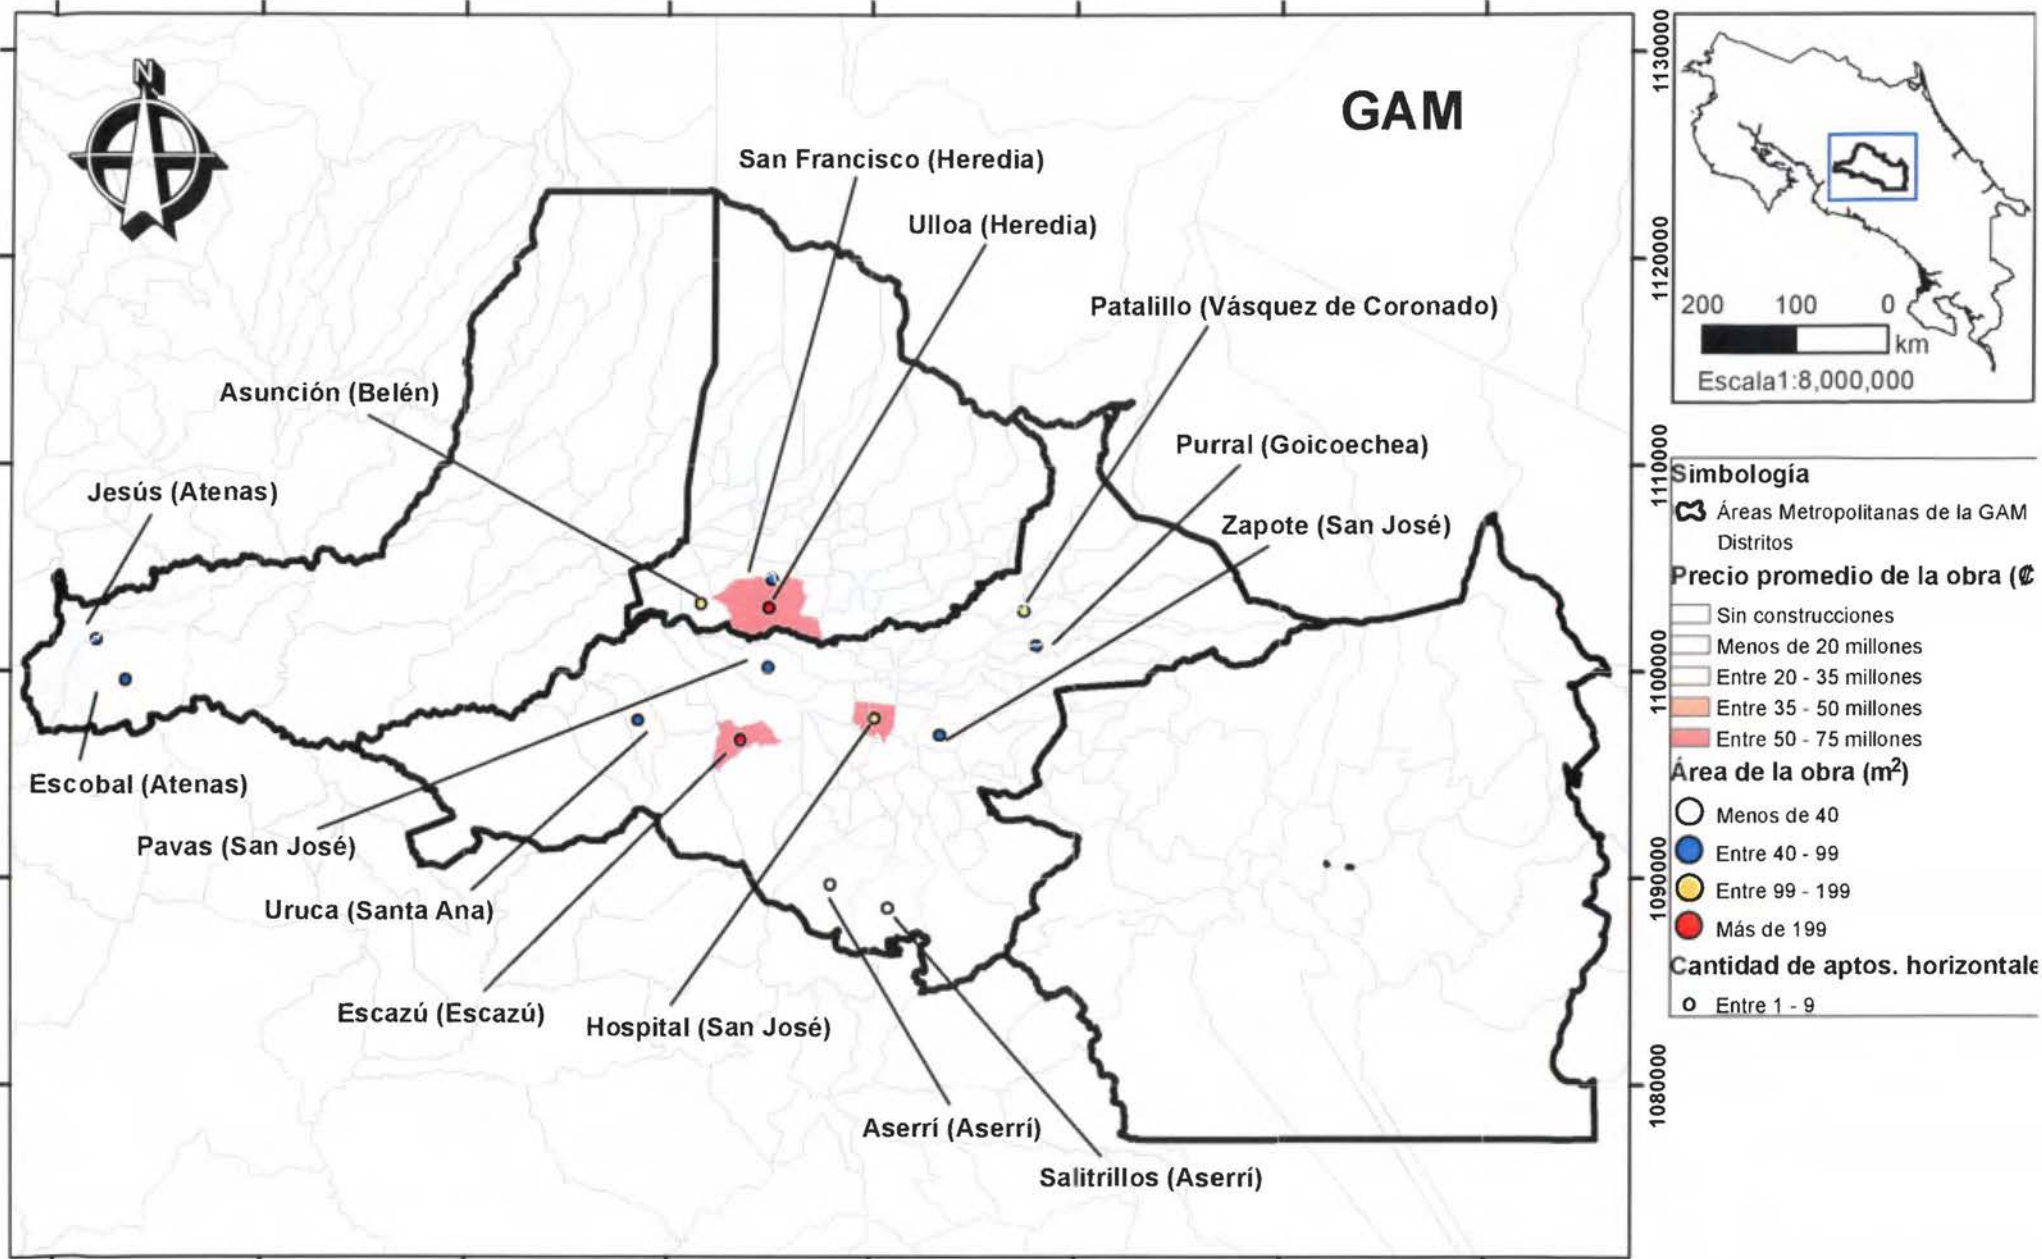 N
GAM
San Francisco (Heredia)
Ulloa (Heredia)
Patalillo (Vásquez de Coronado)
Asunción (Belén)
Purral (Goicoechea)
Jesús (Atenas)
Zapote (San José)
Escobal (Atenas)
Pavas (San José)
Uruca (Santa Ana)
Escazú (Escazú)
Hospital (San José)
Aserrí (Aserrí)
Salitrillos (Aserrí)
1130000
1120000
1110000
1100000
1090000
1080000
200 100 0
km
Escala1:8,000,000
Simbología
Áreas Metropolitanas de la GAM
Distritos
Precio promedio de la obra (₡
Sin construcciones
Menos de 20 millones
Entre 20 - 35 millones
Entre 35 - 50 millones
Entre 50 - 75 millones
Área de la obra (m²)
Menos de 40
Entre 40 - 99
Entre 99 - 199
Más de 199
Cantidad de aptos. horizontale
Entre 1 - 9